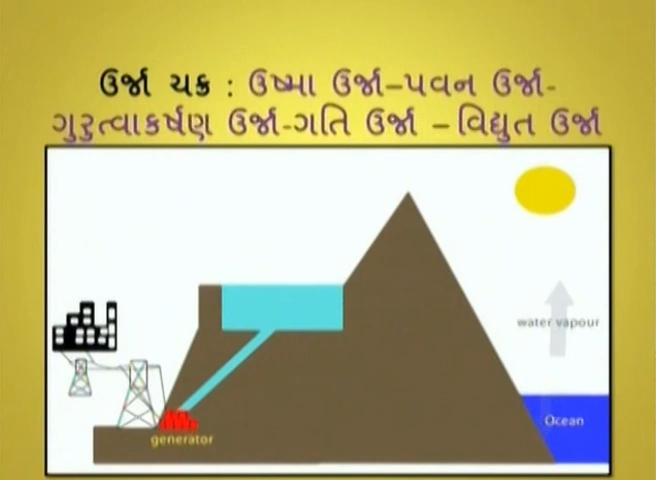 ઉર્જા ચક્ર : ઉષ્મા ઉર્જા–પવન ઉર્જા-
ગુરુત્વાકર્ષણ ઉર્જા-ગતિ ઉર્જા – વિદ્યુત ઉર્જા
water vapour
Ocean
generator